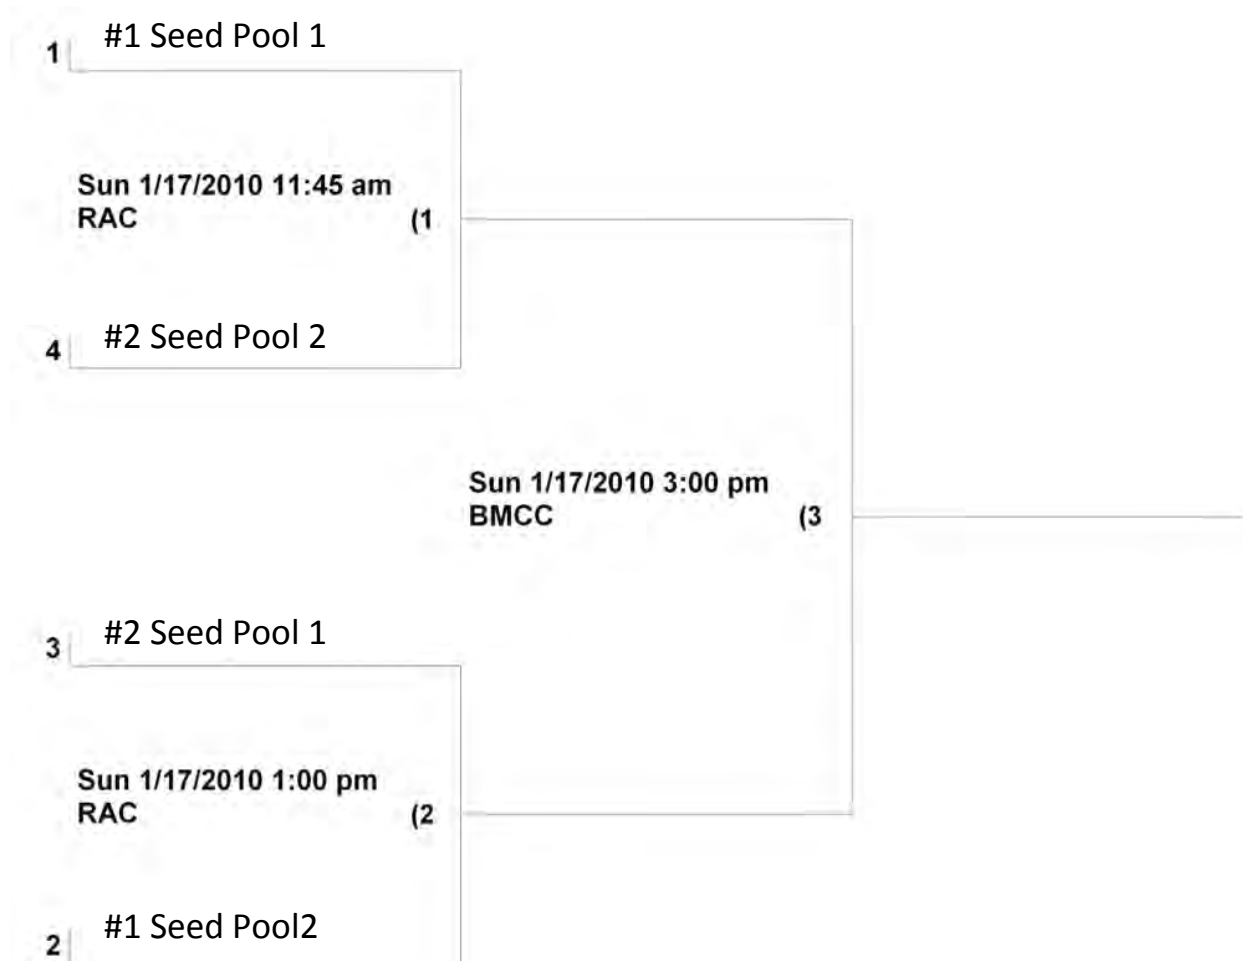 1 #1 Seed Pool 1
Sun 1/17/2010 11:45 am
RAC (1
4 #2 Seed Pool 2
Sun 1/17/2010 3:00 pm
BMCC (3
3 #2 Seed Pool 1
Sun 1/17/2010 1:00 pm
RAC (2
2 #1 Seed Pool2